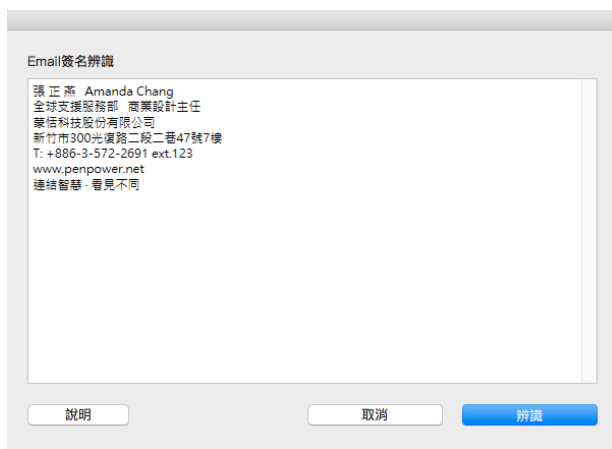 Email簽名辨識
張 正 燕 Amanda Chang
全球支援服務部 商業設計主任
蒙恬科技股份有限公司
新竹市300光復路二段二巷47號7樓
T: +886-3-572-2691 ext.123
www.penpower.net
連結智慧 · 看見不同
說明
取消
辨識